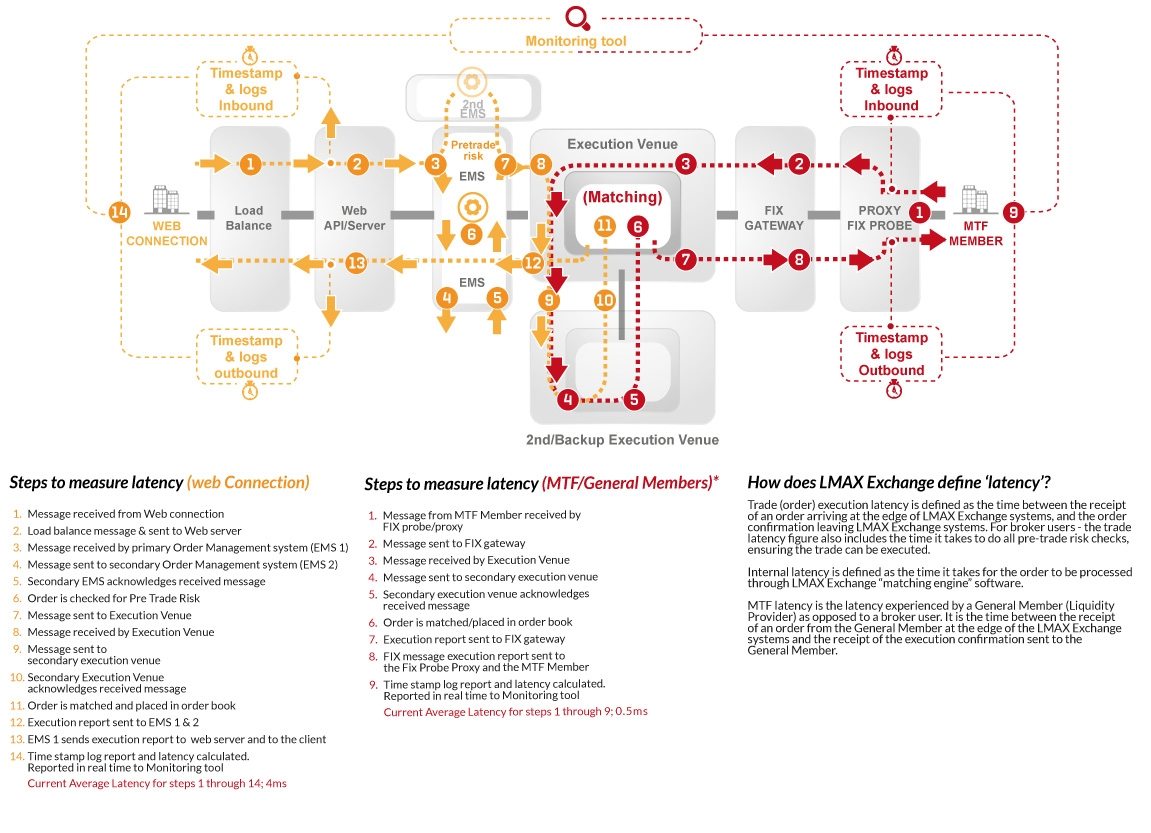 Monitoring tool
Timestamp
& logs
Inbound
Timestamp
& logs
Inbound
2nd
EMS
Pretrade
risk
EMS
Execution Venue
(Matching)
1
2
3
7
8
3
2
14
WEB
CONNECTION
Load
Balance
Web
API/Server
6
11
6
FIX
GATEWAY
PROXY
FIX PROBE
1
MTF
MEMBER
9
13
12
7
8
EMS
4
5
9
10
Timestamp
& logs
outbound
Timestamp
& logs
Outbound
4
5
2nd/Backup Execution Venue
Steps to measure latency (web Connection)
1. Message received from Web connection
2. Load balance message & sent to Web server
3. Message received by primary Order Management system (EMS 1)
4. Message sent to secondary Order Management system (EMS 2)
5. Secondary EMS acknowledges received message
6. Order is checked for Pre Trade Risk
7. Message sent to Execution Venue
8. Message received by Execution Venue
9. Message sent to
secondary execution venue
10. Secondary Execution Venue
acknowledges received message
11. Order is matched and placed in order book
12. Execution report sent to EMS 1 & 2
13. EMS 1 sends execution report to web server and to the client
14. Time stamp log report and latency calculated.
Reported in real time to Monitoring tool
Current Average Latency for steps 1 through 14; 4ms
Steps to measure latency (MTF/General Members)*
1. Message from MTF Member received by
FIX probe/proxy
2. Message sent to FIX gateway
3. Message received by Execution Venue
4. Message sent to secondary execution venue
5. Secondary execution venue acknowledges
received message
6. Order is matched/placed in order book
7. Execution report sent to FIX gateway
8. FIX message execution report sent to
the Fix Probe Proxy and the MTF Member
9. Time stamp log report and latency calculated.
Reported in real time to Monitoring tool
Current Average Latency for steps 1 through 9; 0.5ms
How does LMAX Exchange define ‘latency’?
Trade (order) execution latency is defined as the time between the receipt
of an order arriving at the edge of LMAX Exchange systems, and the order
confirmation leaving LMAX Exchange systems. For broker users - the trade
latency figure also includes the time it takes to do all pre-trade risk checks,
ensuring the trade can be executed.
Internal latency is defined as the time it takes for the order to be processed
through LMAX Exchange “matching engine” software.
MTF latency is the latency experienced by a General Member (Liquidity
Provider) as opposed to a broker user. It is the time between the receipt
of an order from the General Member at the edge of the LMAX Exchange
systems and the receipt of the execution confirmation sent to the
General Member.